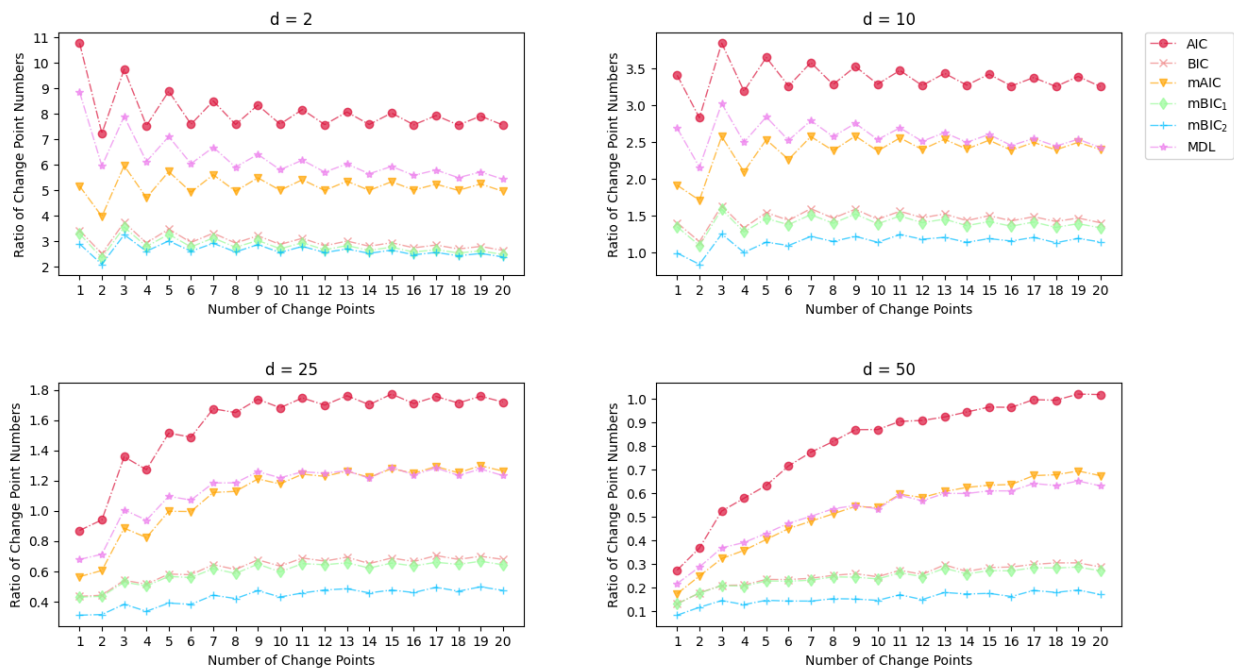 d = 2
Ratio of Change Point Numbers
11
10
9
8
7
6
5
4
3
2
1 2 3 4 5 6 7 8 9 10 11 12 13 14 15 16 17 18 19 20
Number of Change Points
d = 10
Ratio of Change Point Numbers
3.5
3.0
2.5
2.0
1.5
1.0
1 2 3 4 5 6 7 8 9 10 11 12 13 14 15 16 17 18 19 20
Number of Change Points
AIC
BIC
mAIC
mBIC₁
mBIC₂
MDL
d = 25
Ratio of Change Point Numbers
1.8
1.6
1.4
1.2
1.0
0.8
0.6
0.4
1 2 3 4 5 6 7 8 9 10 11 12 13 14 15 16 17 18 19 20
Number of Change Points
d = 50
Ratio of Change Point Numbers
1.0
0.9
0.8
0.7
0.6
0.5
0.4
0.3
0.2
0.1
1 2 3 4 5 6 7 8 9 10 11 12 13 14 15 16 17 18 19 20
Number of Change Points